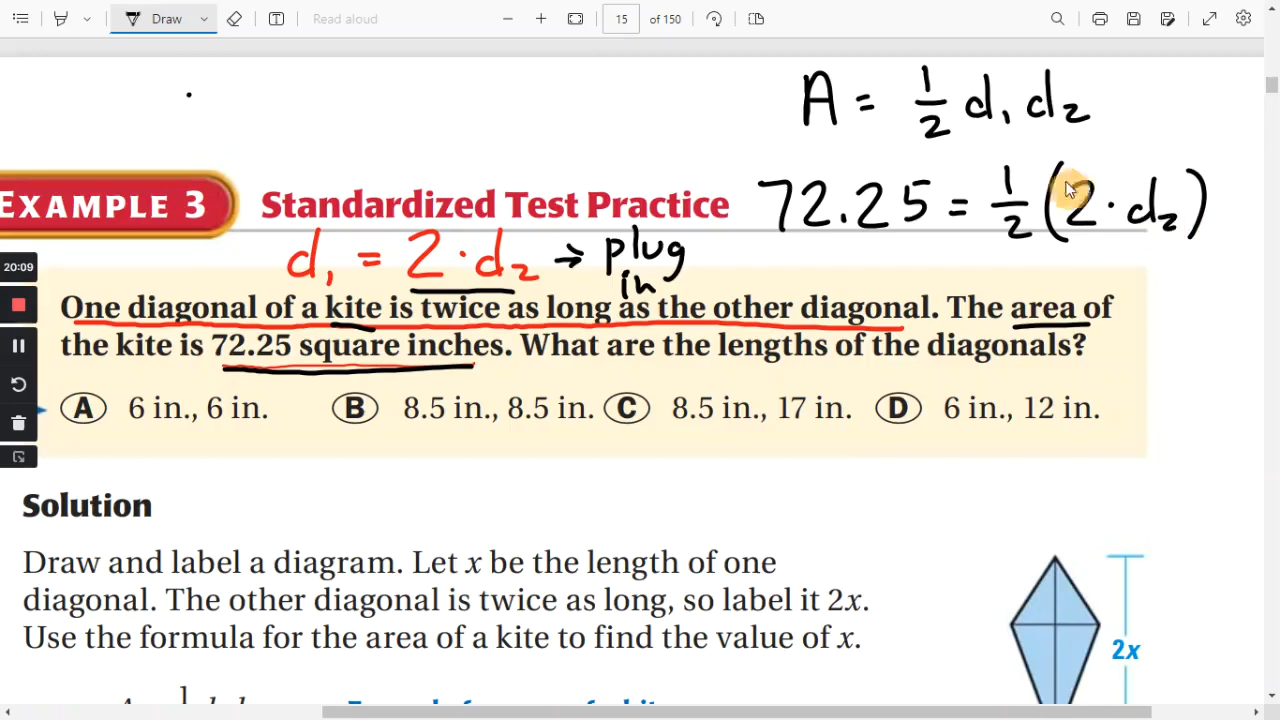 Draw
Read aloud
15 of 150
A = 1/2 d₁ d₂
EXAMPLE 3 Standardized Test Practice
72.25 = 1/2 (2 · d₂)
d₁ = 2 · d₂ → plug in
20:09
One diagonal of a kite is twice as long as the other diagonal. The area of
the kite is 72.25 square inches. What are the lengths of the diagonals?
A 6 in., 6 in. B 8.5 in., 8.5 in. C 8.5 in., 17 in. D 6 in., 12 in.
Solution
Draw and label a diagram. Let x be the length of one
diagonal. The other diagonal is twice as long, so label it 2x.
Use the formula for the area of a kite to find the value of x.
2x